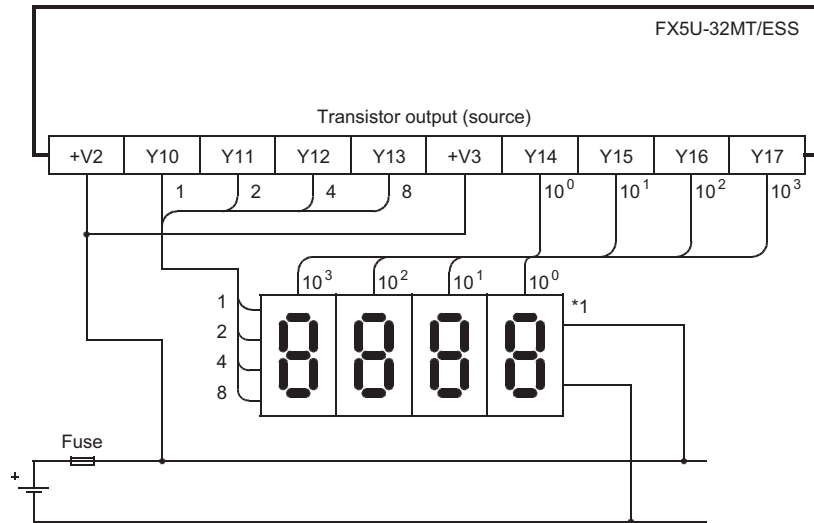 FX5U-32MT/ESS
Transistor output (source)
+V2 Y10 Y11 Y12 Y13 +V3 Y14 Y15 Y16 Y17
1 2 4 8 10⁰ 10¹ 10² 10³
10³ 10² 10¹ 10⁰
*1
1
2
4
8
Fuse
+